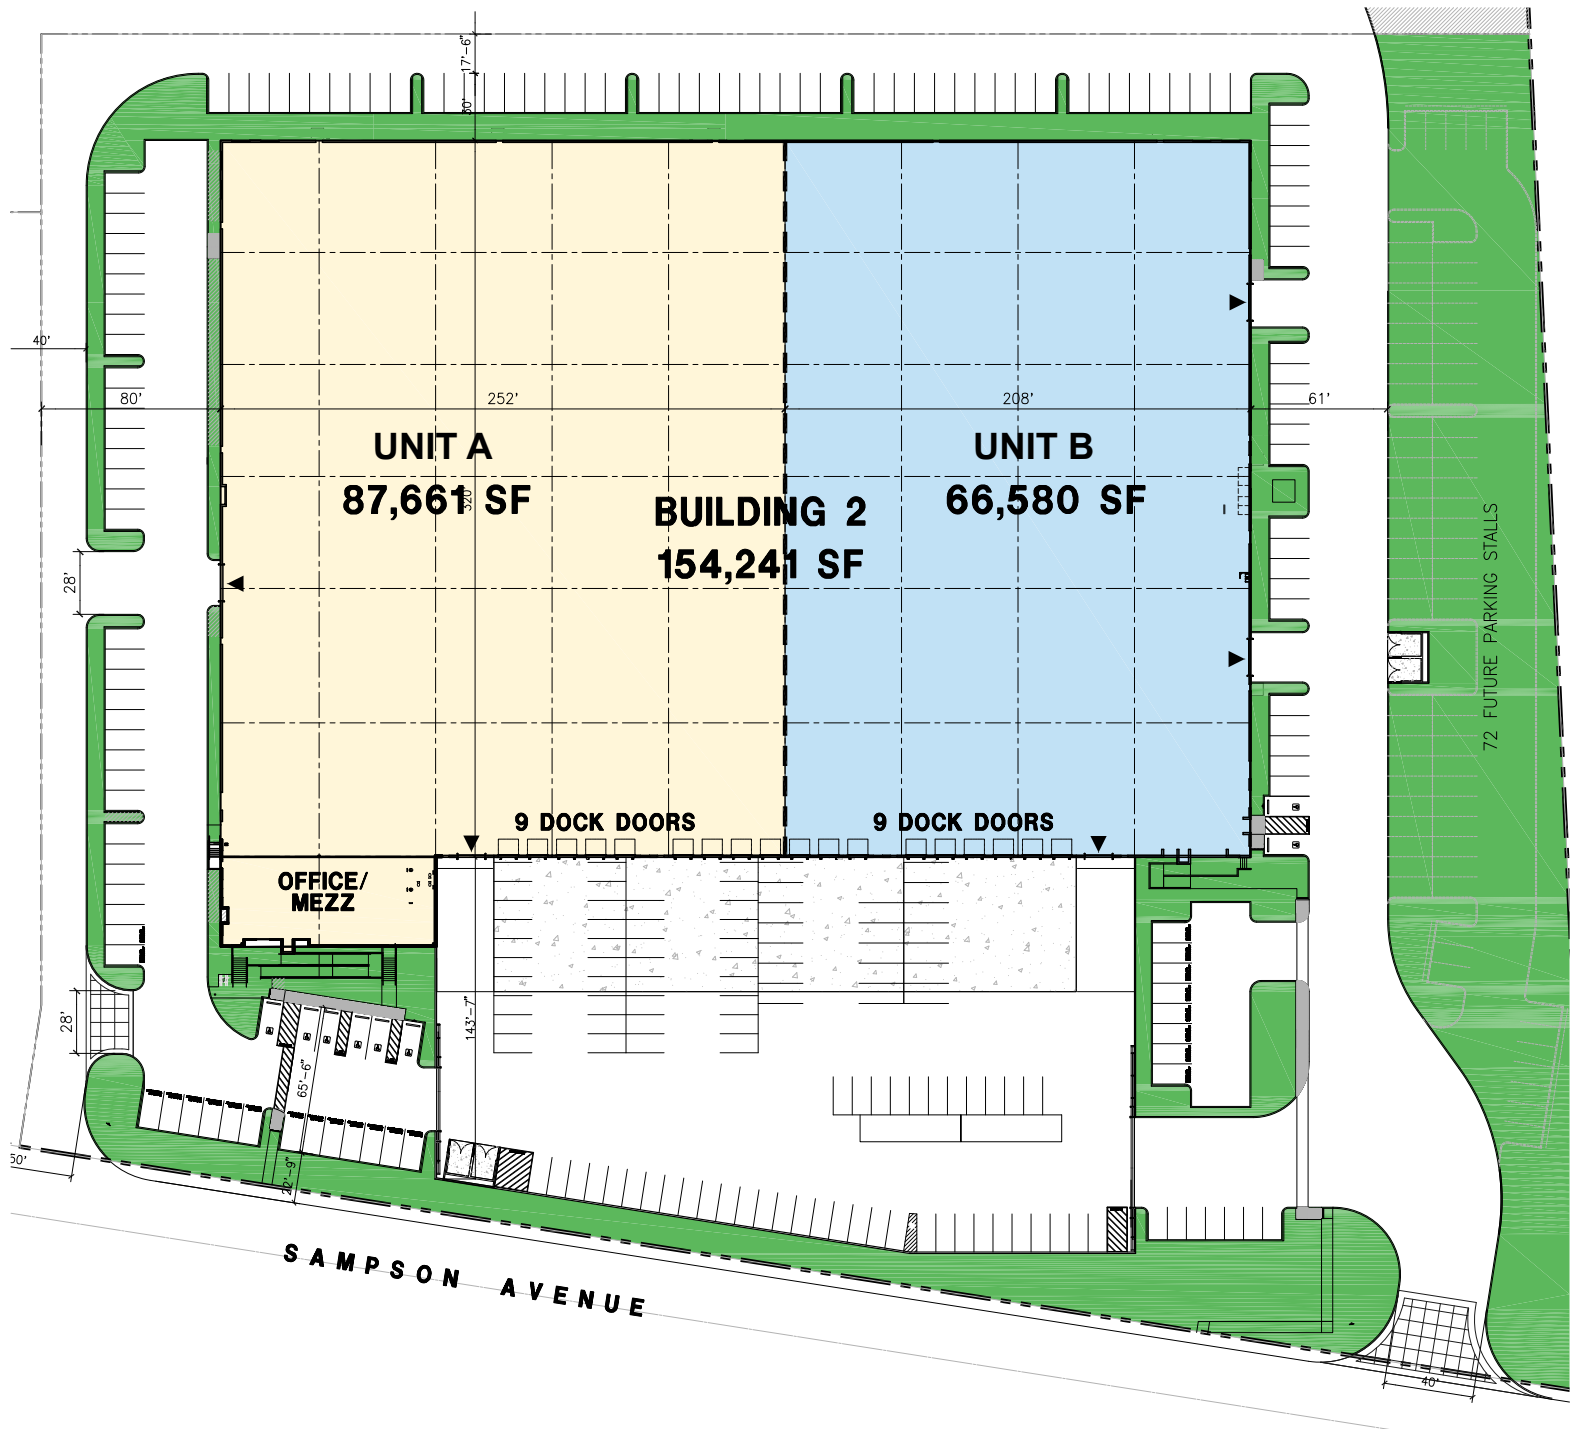 17'-6"
40'
80'
252'
208'
61'
UNIT A
87,661 SF
320'
UNIT B
66,580 SF
BUILDING 2
154,241 SF
28'
72 FUTURE PARKING STALLS
9 DOCK DOORS
9 DOCK DOORS
OFFICE/
MEZZ
28'
143'-7"
65'-6"
22'-9"
50'
SAMPSON AVENUE
40'